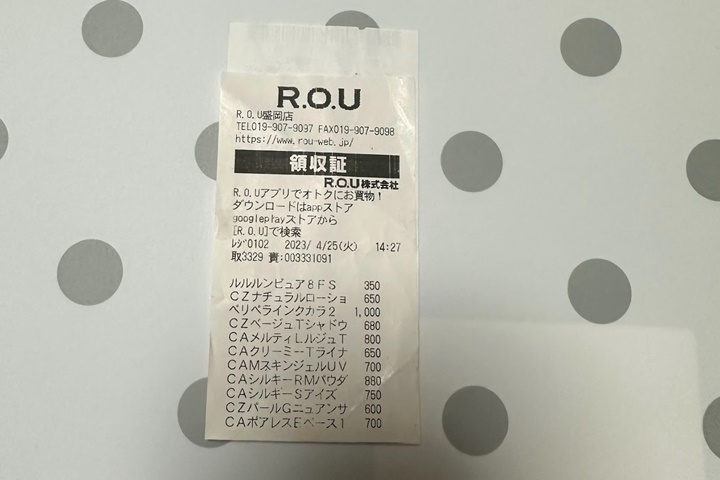 R.O.U
R.O.U盛岡店
TEL019-907-9097 FAX019-907-9098
https://www.rou-web.jp/
領収証
R.O.U株式会社
R.O.Uアプリでオトクにお買物！
ダウンロードはappストア
googleplayストアから
[R.O.U]で検索
ﾚｼﾞ0102 2023/ 4/25(火) 14:27
取3329 責:003331091
ルルルンピュア８ＦＳ 350
ＣＺナチュラルローショ 650
ペリペラインクカラ２ 1,000
ＣＺベージュＴシャドウ 680
ＣＡメルティＬルジュＴ 800
ＣＡクリーミーＴライナ 650
ＣＡＭスキンジェルＵＶ 700
ＣＡシルキーＲＭパウダ 880
ＣＡシルギーＳアイズ 750
ＣＺパールＧニュアンサ 600
ＣＡポアレスＥベース１ 700